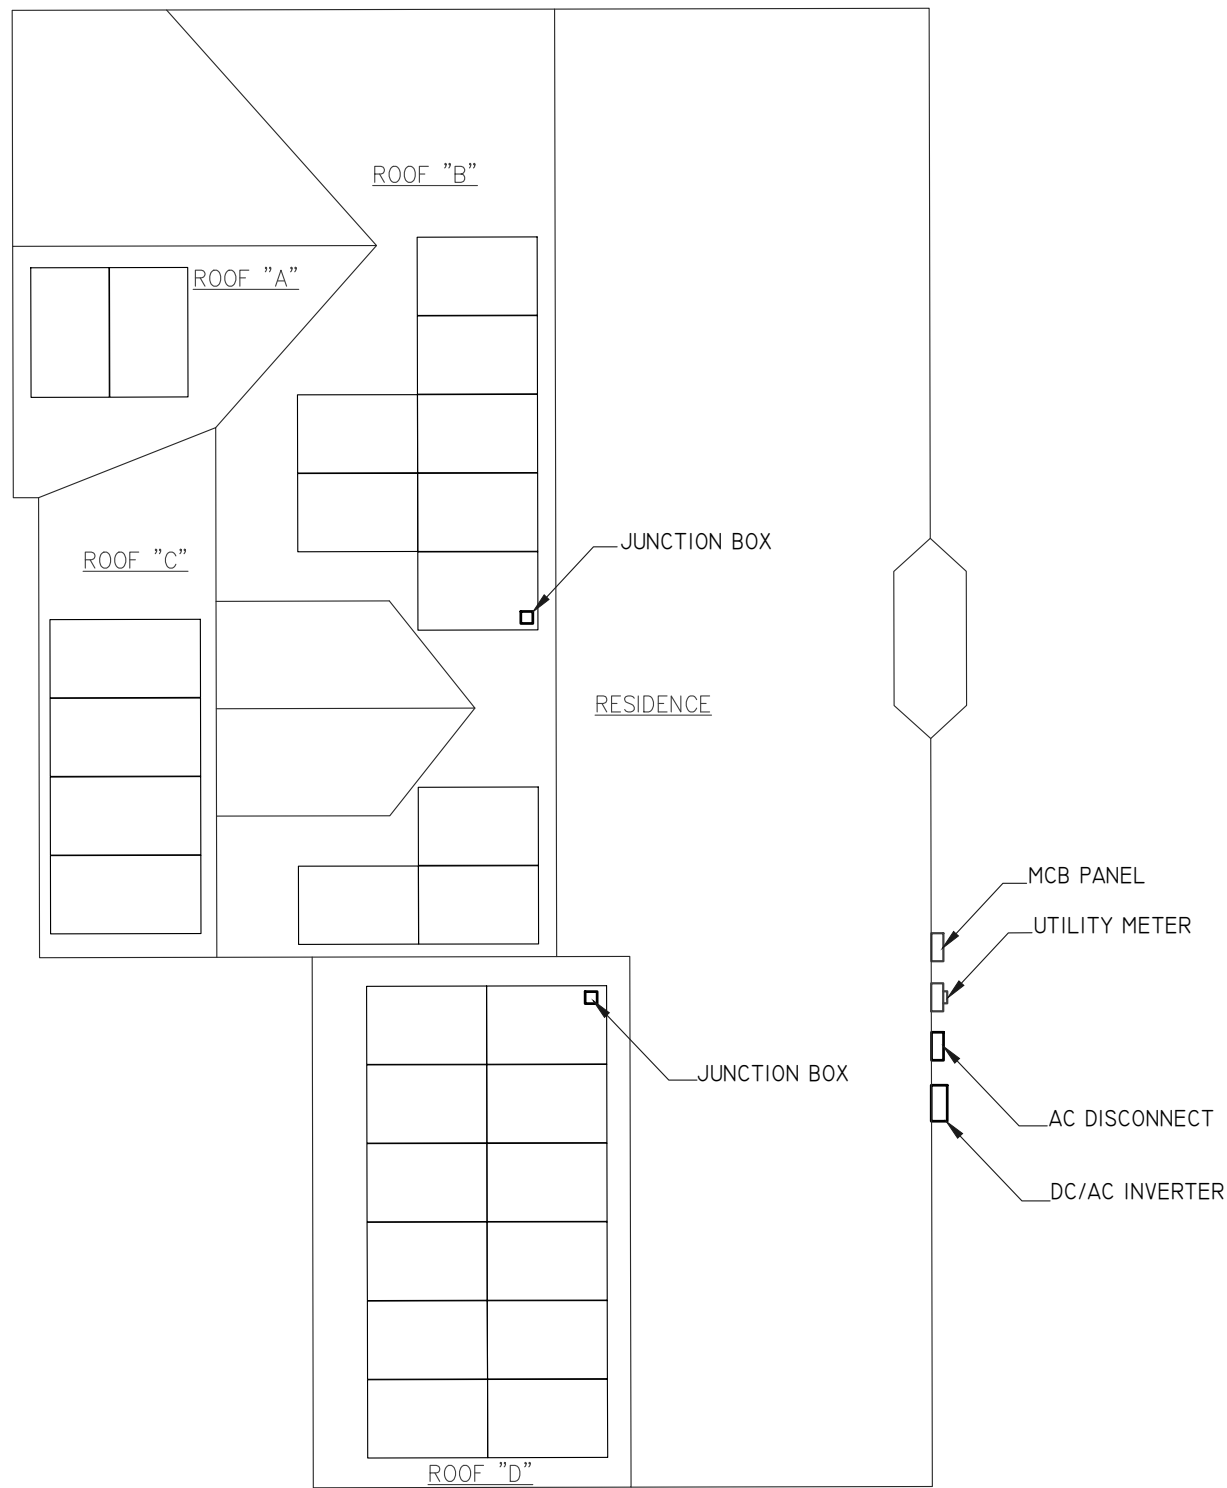 ROOF "B"
ROOF "A"
JUNCTION BOX
ROOF "C"
RESIDENCE
MCB PANEL
UTILITY METER
JUNCTION BOX
AC DISCONNECT
DC/AC INVERTER
ROOF "D"